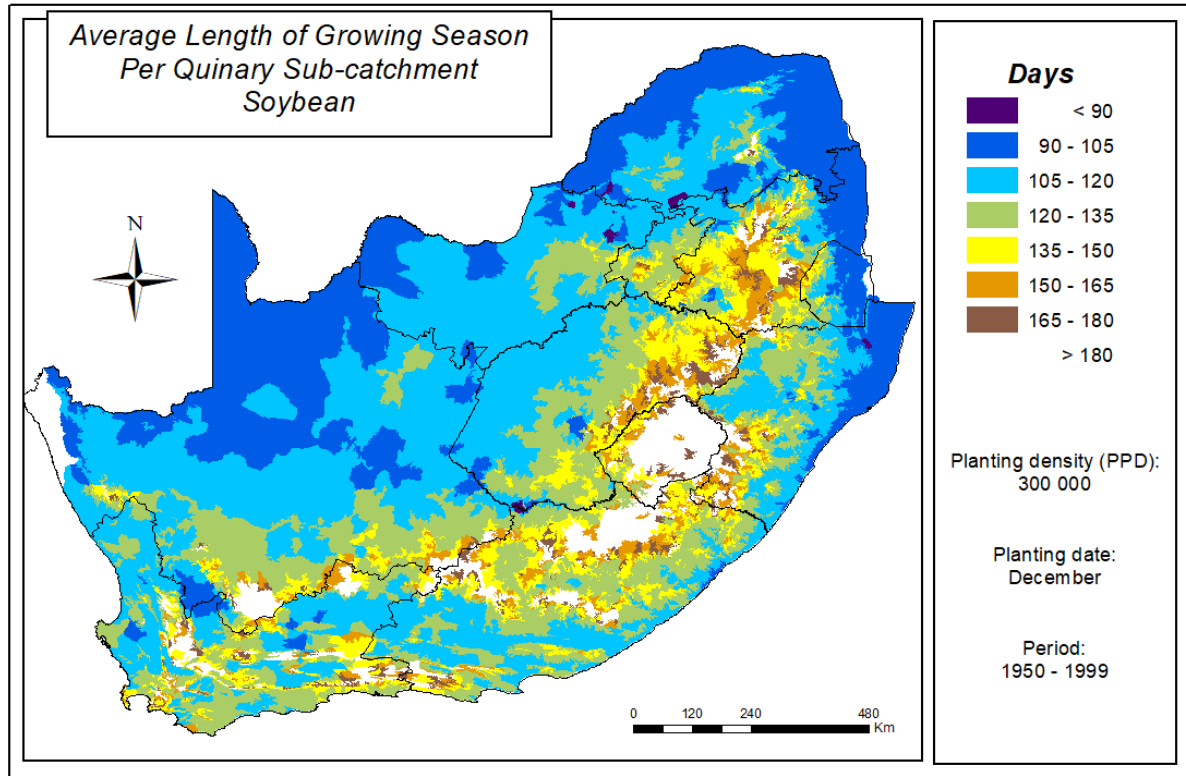 Average Length of Growing Season
Per Quinary Sub-catchment
Soybean
N
Days
< 90
90 - 105
105 - 120
120 - 135
135 - 150
150 - 165
165 - 180
> 180
Planting density (PPD):
300 000
Planting date:
December
Period:
1950 - 1999
0 120 240 480
Km